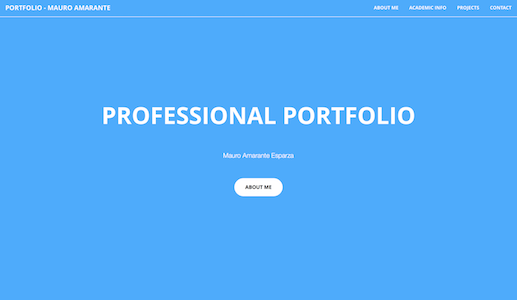 PORTFOLIO - MAURO AMARANTE
ABOUT ME ACADEMIC INFO PROJECTS CONTACT
PROFESSIONAL PORTFOLIO
Mauro Amarante Esparza
ABOUT ME